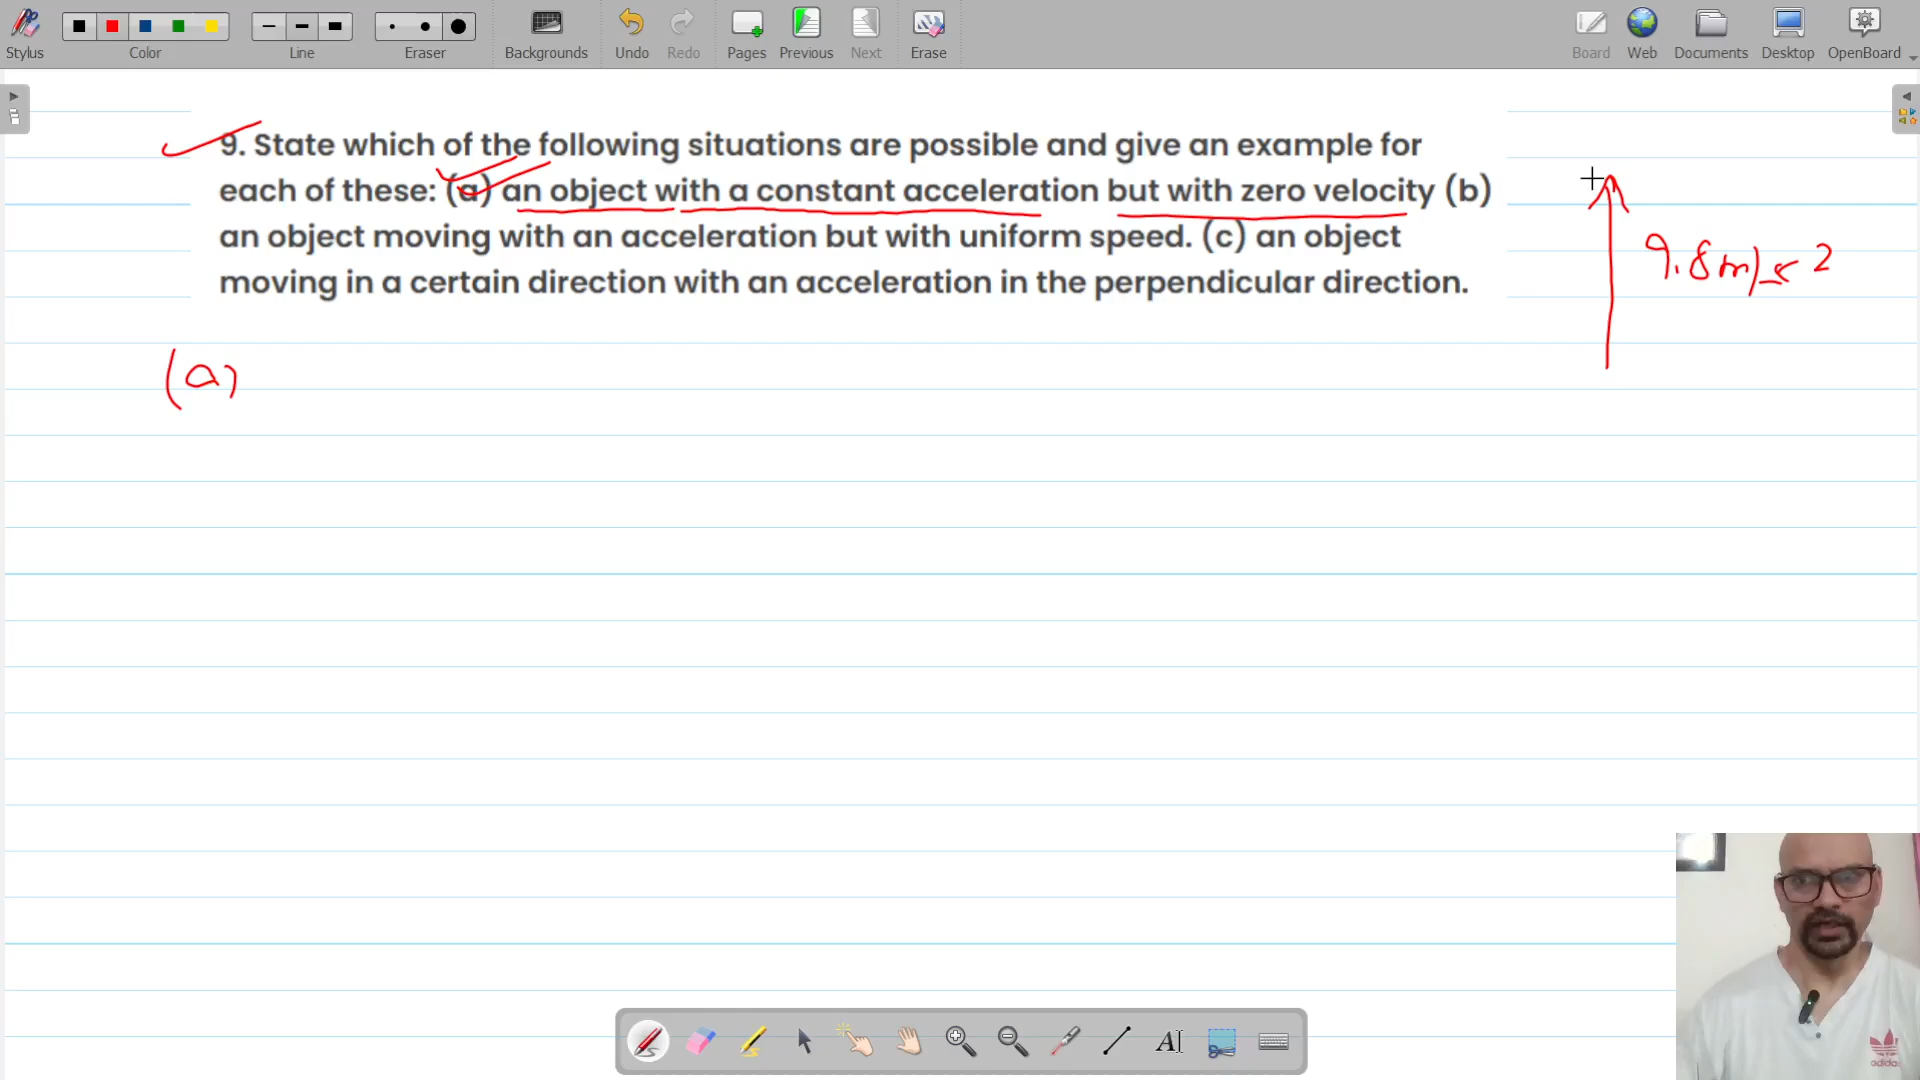 Stylus
Color
Line
Eraser
Backgrounds
Undo
Redo
Pages
Previous
Next
Erase
Board
Web
Documents
Desktop
OpenBoard
9. State which of the following situations are possible and give an example for
each of these: (a) an object with a constant acceleration but with zero velocity (b)
an object moving with an acceleration but with uniform speed. (c) an object
moving in a certain direction with an acceleration in the perpendicular direction.
9.8m/s2
(a)
AI
adidas